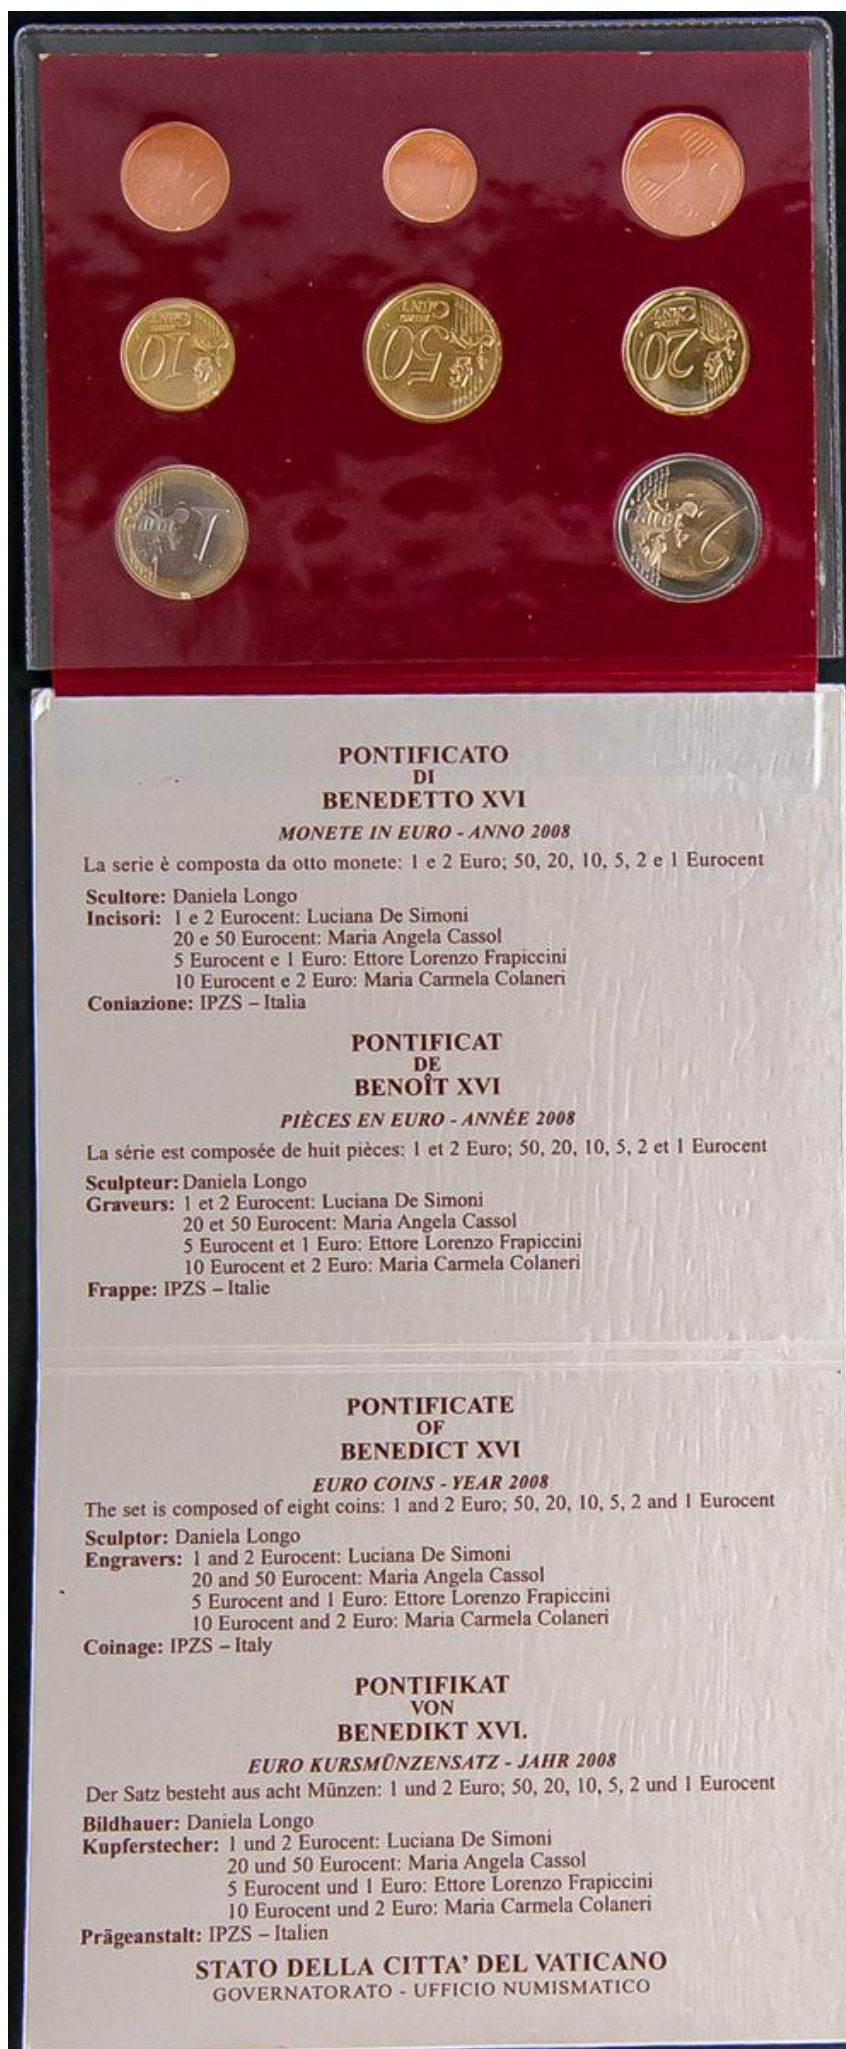 2
1
5
10
EURO
CENT
50
EURO
CENT
20
EURO
CENT
1
EURO
2
EURO
PONTIFICATO
DI
BENEDETTO XVI
MONETE IN EURO - ANNO 2008
La serie è composta da otto monete: 1 e 2 Euro; 50, 20, 10, 5, 2 e 1 Eurocent
Scultore: Daniela Longo
Incisori: 1 e 2 Eurocent: Luciana De Simoni
20 e 50 Eurocent: Maria Angela Cassol
5 Eurocent e 1 Euro: Ettore Lorenzo Frapiccini
10 Eurocent e 2 Euro: Maria Carmela Colaneri
Coniazione: IPZS – Italia
PONTIFICAT
DE
BENOÎT XVI
PIÈCES EN EURO - ANNÉE 2008
La série est composée de huit pièces: 1 et 2 Euro; 50, 20, 10, 5, 2 et 1 Eurocent
Sculpteur: Daniela Longo
Graveurs: 1 et 2 Eurocent: Luciana De Simoni
20 et 50 Eurocent: Maria Angela Cassol
5 Eurocent et 1 Euro: Ettore Lorenzo Frapiccini
10 Eurocent et 2 Euro: Maria Carmela Colaneri
Frappe: IPZS – Italie
PONTIFICATE
OF
BENEDICT XVI
EURO COINS - YEAR 2008
The set is composed of eight coins: 1 and 2 Euro; 50, 20, 10, 5, 2 and 1 Eurocent
Sculptor: Daniela Longo
Engravers: 1 and 2 Eurocent: Luciana De Simoni
20 and 50 Eurocent: Maria Angela Cassol
5 Eurocent and 1 Euro: Ettore Lorenzo Frapiccini
10 Eurocent and 2 Euro: Maria Carmela Colaneri
Coinage: IPZS – Italy
PONTIFIKAT
VON
BENEDIKT XVI.
EURO KURSMÜNZENSATZ - JAHR 2008
Der Satz besteht aus acht Münzen: 1 und 2 Euro; 50, 20, 10, 5, 2 und 1 Eurocent
Bildhauer: Daniela Longo
Kupferstecher: 1 und 2 Eurocent: Luciana De Simoni
20 und 50 Eurocent: Maria Angela Cassol
5 Eurocent und 1 Euro: Ettore Lorenzo Frapiccini
10 Eurocent und 2 Euro: Maria Carmela Colaneri
Prägeanstalt: IPZS – Italien
STATO DELLA CITTA' DEL VATICANO
GOVERNATORATO - UFFICIO NUMISMATICO